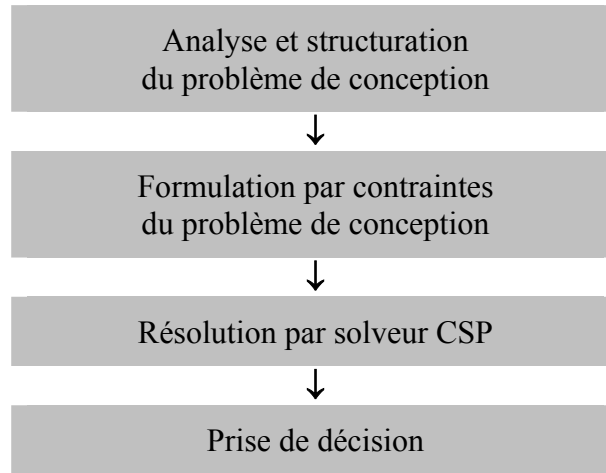 Analyse et structuration
du problème de conception
Formulation par contraintes
du problème de conception
Résolution par solveur CSP
Prise de décision